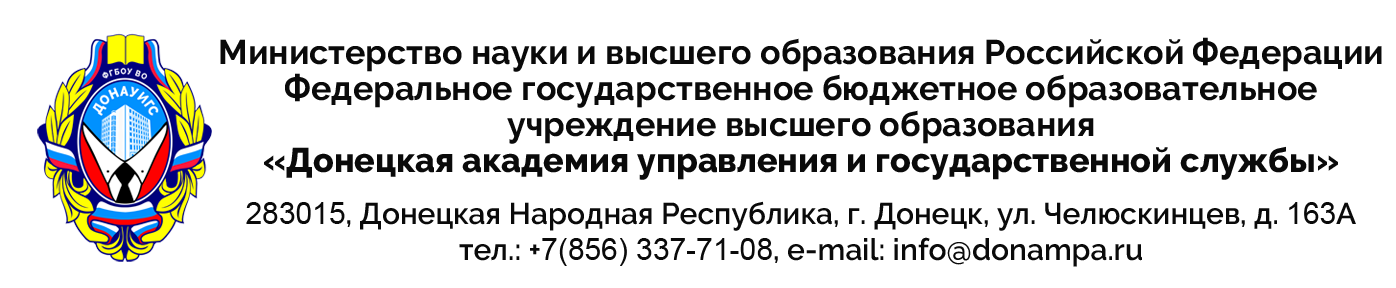 ФГБОУ ВО
ДОНАУИГС
Министерство науки и высшего образования Российской Федерации
Федеральное государственное бюджетное образовательное
учреждение высшего образования
«Донецкая академия управления и государственной службы»
283015, Донецкая Народная Республика, г. Донецк, ул. Челюскинцев, д. 163А
тел.: +7(856) 337-71-08, e-mail: info@donampa.ru